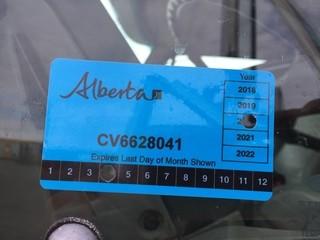 Alberta
Year
2018
2019
2021
2022
CV6628041
Expires Last Day of Month Shown
1 2 3 5 6 7 8 9 10 11 12